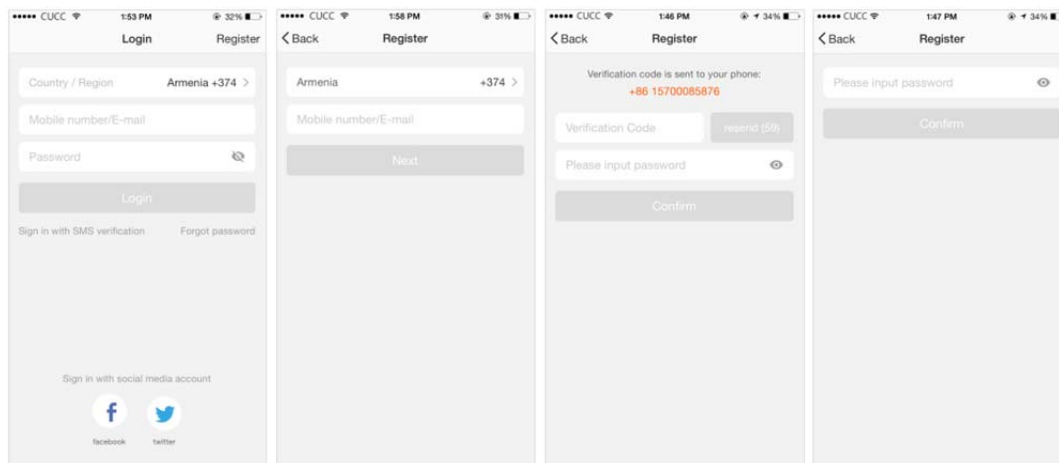 CUCC 1:53 PM 32%
Login Register
Country / Region Armenia +374
Mobile number/E-mail
Password
Login
Sign in with SMS verification Forgot password
Sign in with social media account
facebook twitter
CUCC 1:58 PM 31%
Back Register
Armenia +374
Mobile number/E-mail
Next
CUCC 1:46 PM 34%
Back Register
Verification code is sent to your phone:
+86 15700085876
Verification Code resend (59)
Please input password
Confirm
CUCC 1:47 PM 34%
Back Register
Please input password
Confirm